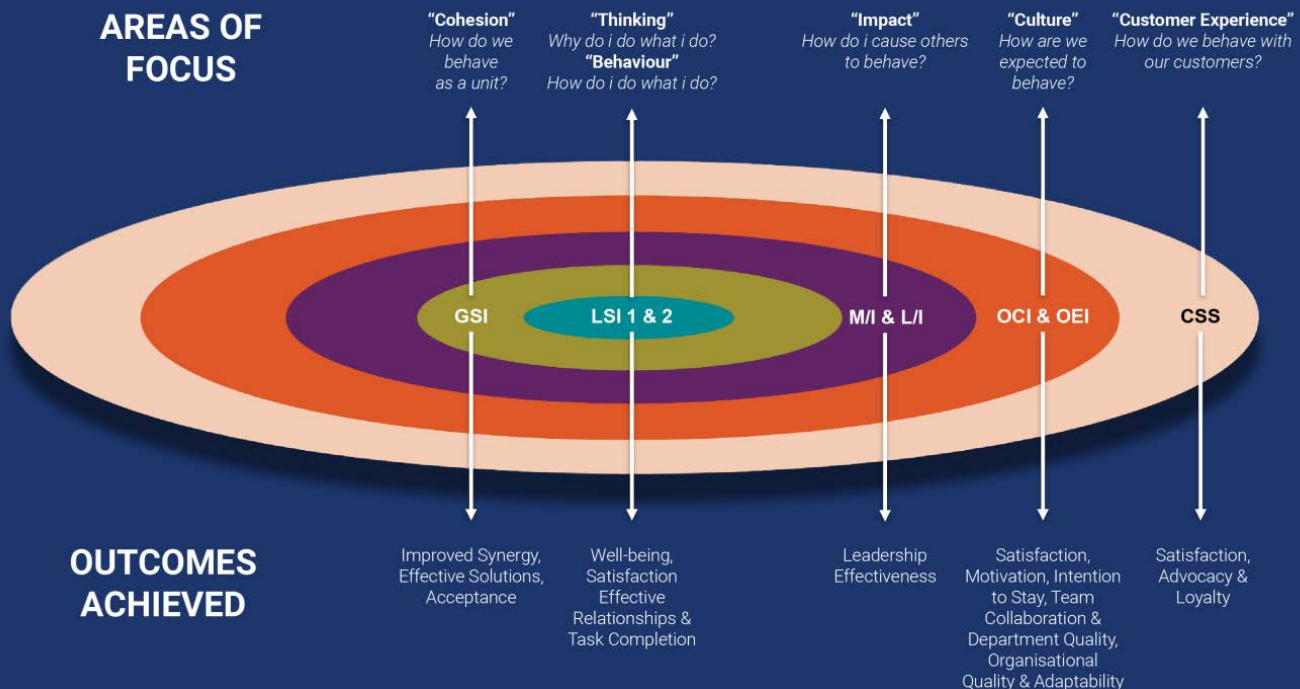 AREAS OF
FOCUS
“Cohesion”
How do we
behave
as a unit?
“Thinking”
Why do i do what i do?
“Behaviour”
How do i do what i do?
“Impact”
How do i cause others
to behave?
“Culture”
How are we
expected to
behave?
“Customer Experience”
How do we behave with
our customers?
GSI
LSI 1 & 2
M/I & L/I
OCI & OEI
CSS
OUTCOMES
ACHIEVED
Improved Synergy,
Effective Solutions,
Acceptance
Well-being,
Satisfaction
Effective
Relationships &
Task Completion
Leadership
Effectiveness
Satisfaction,
Motivation, Intention
to Stay, Team
Collaboration &
Department Quality,
Organisational
Quality & Adaptability
Satisfaction,
Advocacy &
Loyalty